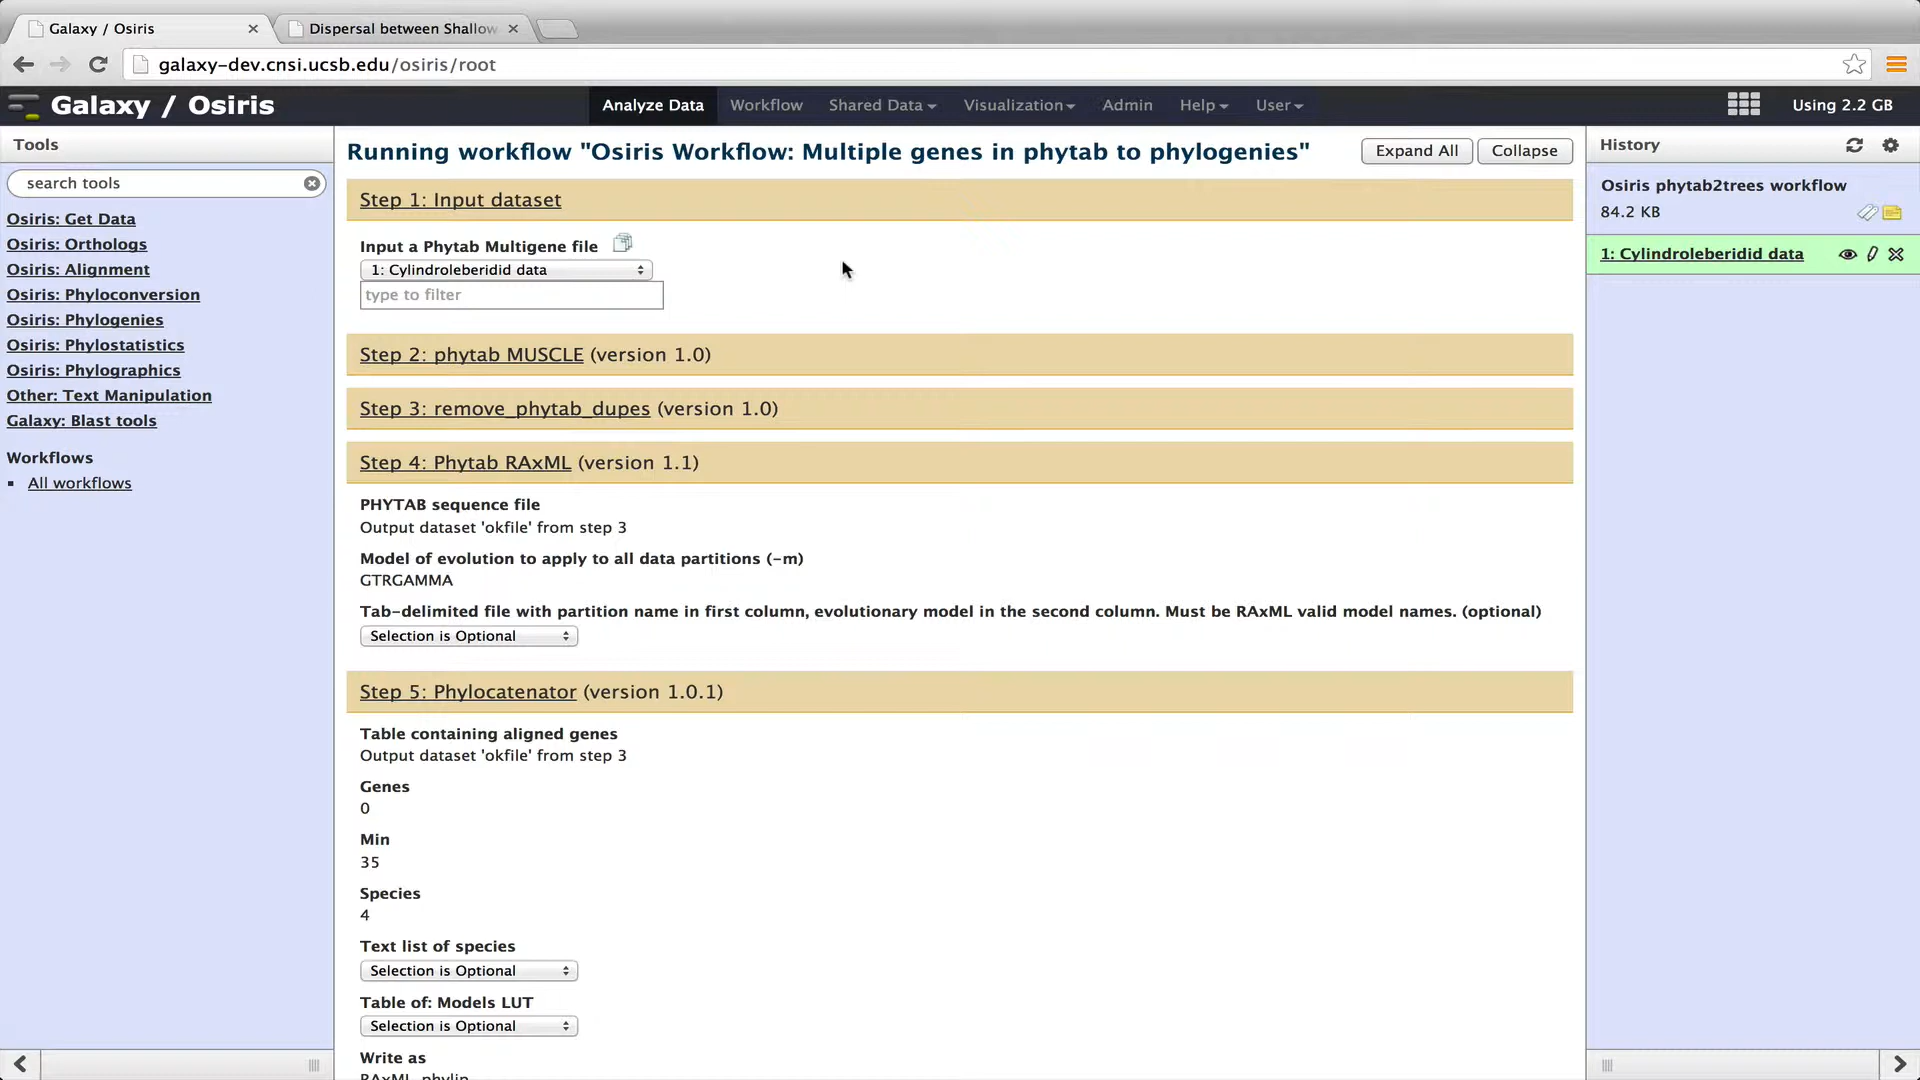 Galaxy / Osiris
Dispersal between Shallow
galaxy-dev.cnsi.ucsb.edu/osiris/root
Galaxy / Osiris
Analyze Data
Workflow
Shared Data
Visualization
Admin
Help
User
Using 2.2 GB
Tools
search tools
Osiris: Get Data
Osiris: Orthologs
Osiris: Alignment
Osiris: Phyloconversion
Osiris: Phylogenies
Osiris: Phylostatistics
Osiris: Phylographics
Other: Text Manipulation
Galaxy: Blast tools
Workflows
All workflows
Running workflow "Osiris Workflow: Multiple genes in phytab to phylogenies"
Expand All
Collapse
Step 1: Input dataset
Input a Phytab Multigene file
1: Cylindroleberidid data
type to filter
Step 2: phytab MUSCLE (version 1.0)
Step 3: remove_phytab_dupes (version 1.0)
Step 4: Phytab RAxML (version 1.1)
PHYTAB sequence file
Output dataset 'okfile' from step 3
Model of evolution to apply to all data partitions (-m)
GTRGAMMA
Tab-delimited file with partition name in first column, evolutionary model in the second column. Must be RAxML valid model names. (optional)
Selection is Optional
Step 5: Phylocatenator (version 1.0.1)
Table containing aligned genes
Output dataset 'okfile' from step 3
Genes
0
Min
35
Species
4
Text list of species
Selection is Optional
Table of: Models LUT
Selection is Optional
Write as
RAxML phylip
History
Osiris phytab2trees workflow
84.2 KB
1: Cylindroleberidid data